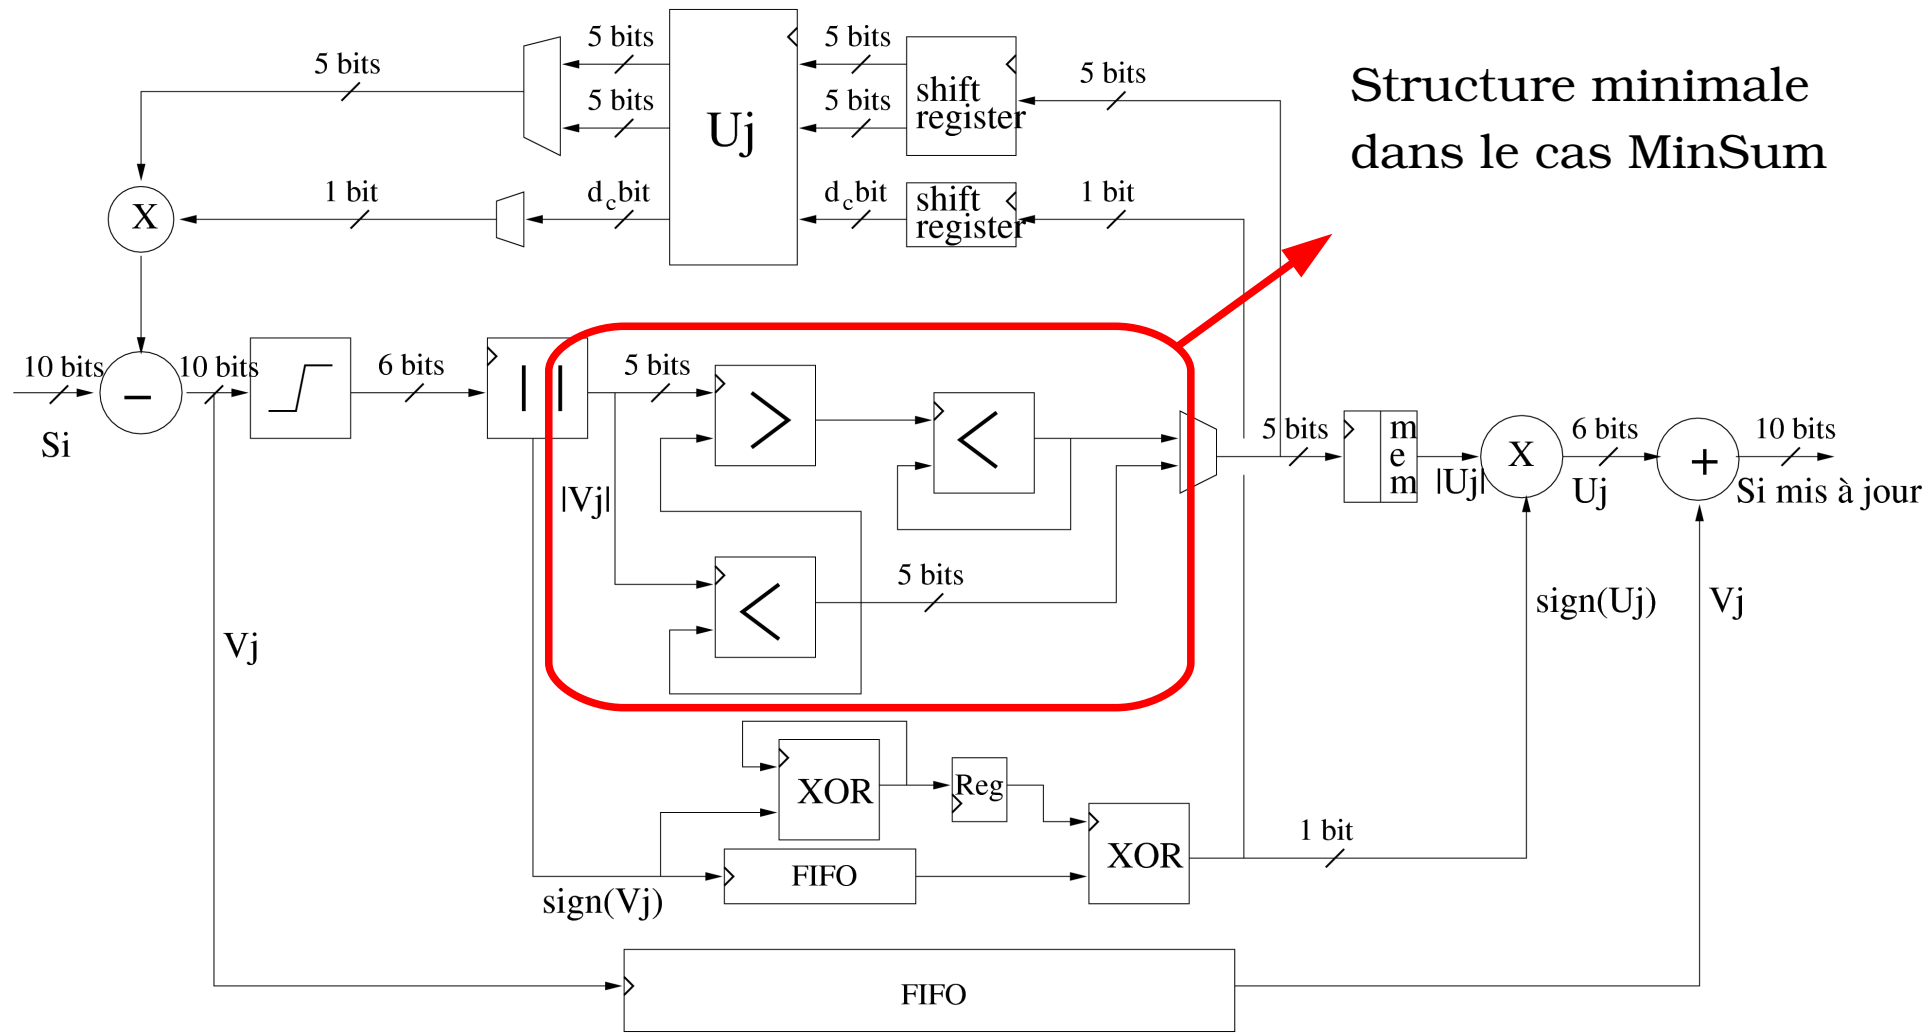 5 bits
5 bits
5 bits
5 bits
5 bits
5 bits
Uj
shift
register
Structure minimale
dans le cas MinSum
X
1 bit
dcbit
dcbit
shift
register
1 bit
10 bits
–
10 bits
6 bits
| |
5 bits
>
<
5 bits
m
e
m
X
6 bits
+
10 bits
Si
|Vj|
|Uj|
Uj
Si mis à jour
<
5 bits
sign(Uj)
Vj
Vj
XOR
Reg
XOR
1 bit
FIFO
sign(Vj)
FIFO